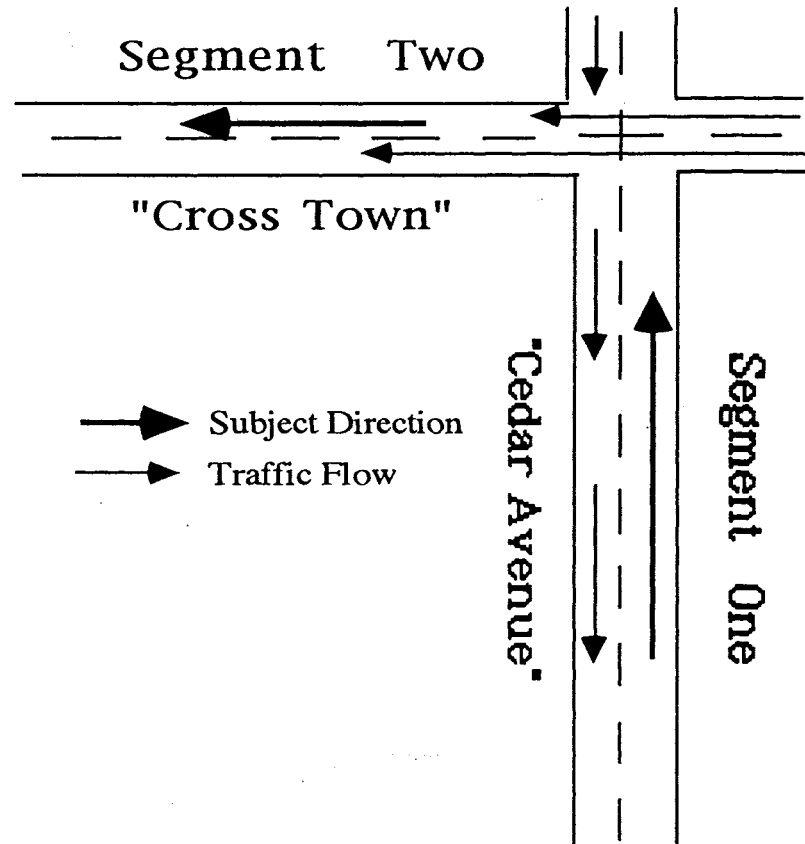 Segment Two
"Cross Town"
Subject Direction
Traffic Flow
"Cedar Avenue"
Segment One